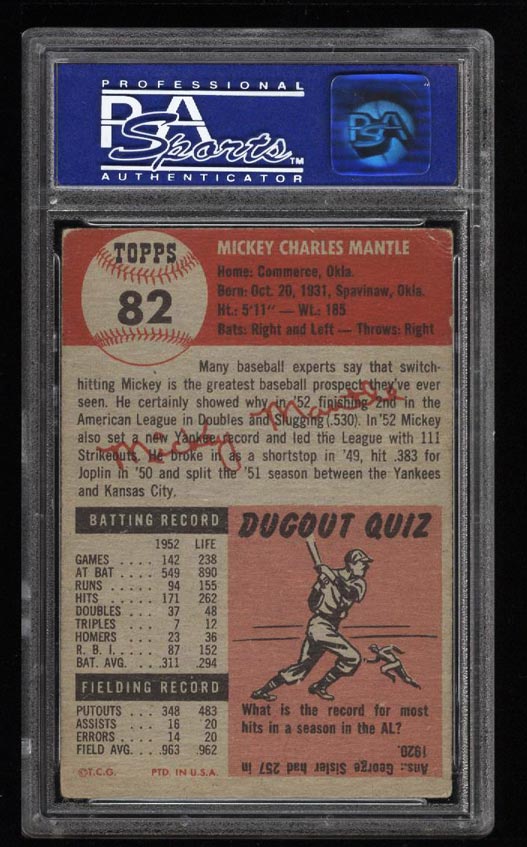 PROFESSIONAL
PSA
Sports™
AUTHENTICATOR
PSA
TOPPS
82
MICKEY CHARLES MANTLE
Home: Commerce, Okla.
Born: Oct. 20, 1931, Spavinaw, Okla.
Ht.: 5'11" — Wt.: 185
Bats: Right and Left — Throws: Right
Many baseball experts say that switch-
hitting Mickey is the greatest baseball prospect they've ever
seen. He certainly showed why in '52 finishing 2nd in the
American League in Doubles and Slugging (.530). In '52 Mickey
also set a new Yankee record and led the League with 111
Strikeouts. He broke in as a shortstop in '49, hit .383 for
Joplin in '50 and split the '51 season between the Yankees
and Kansas City.
Mickey Mantle
BATTING RECORD
1952 LIFE
GAMES .... 142 238
AT BAT .... 549 890
RUNS .... 94 155
HITS .... 171 262
DOUBLES .... 37 48
TRIPLES .... 7 12
HOMERS .... 23 36
R. B. I. .... 87 152
BAT. AVG. ... .311 .294
FIELDING RECORD
PUTOUTS .... 348 483
ASSISTS .... 16 20
ERRORS .... 14 20
FIELD AVG. ... .963 .962
©T.C.G. PTD. IN U.S.A.
DUGOUT QUIZ
What is the record for most
hits in a season in the AL?
Ans.: George Sisler had 257 in
1920.